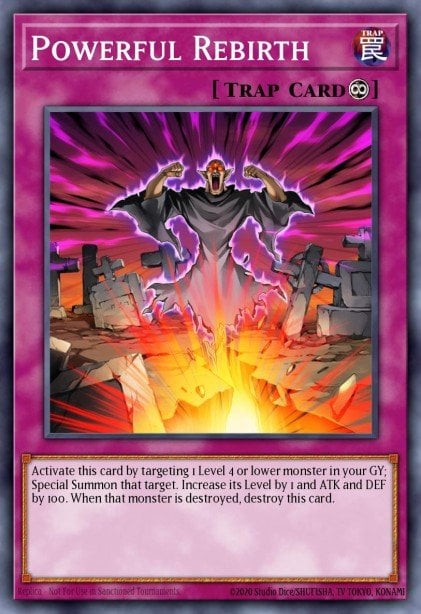 POWERFUL REBIRTH
TRAP
罠
[TRAP CARD∞]
Activate this card by targeting 1 Level 4 or lower monster in your GY;
Special Summon that target. Increase its Level by 1 and ATK and DEF
by 100. When that monster is destroyed, destroy this card.
Replica - Not For Use in Sanctioned Tournaments
©2020 Studio Dice/SHUEISHA, TV TOKYO, KONAMI